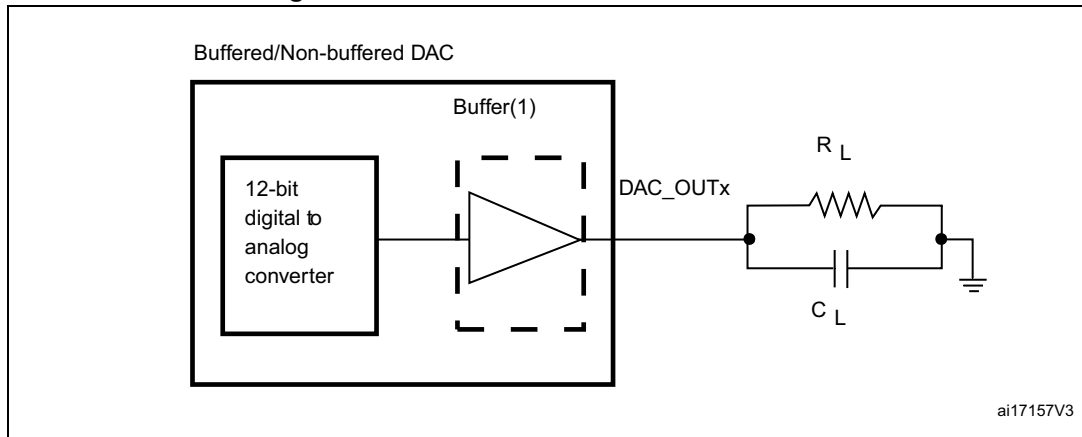 Buffered/Non-buffered DAC
Buffer(1)
12-bit
digital to
analog
converter
DAC_OUTx
R L
C L
ai17157V3